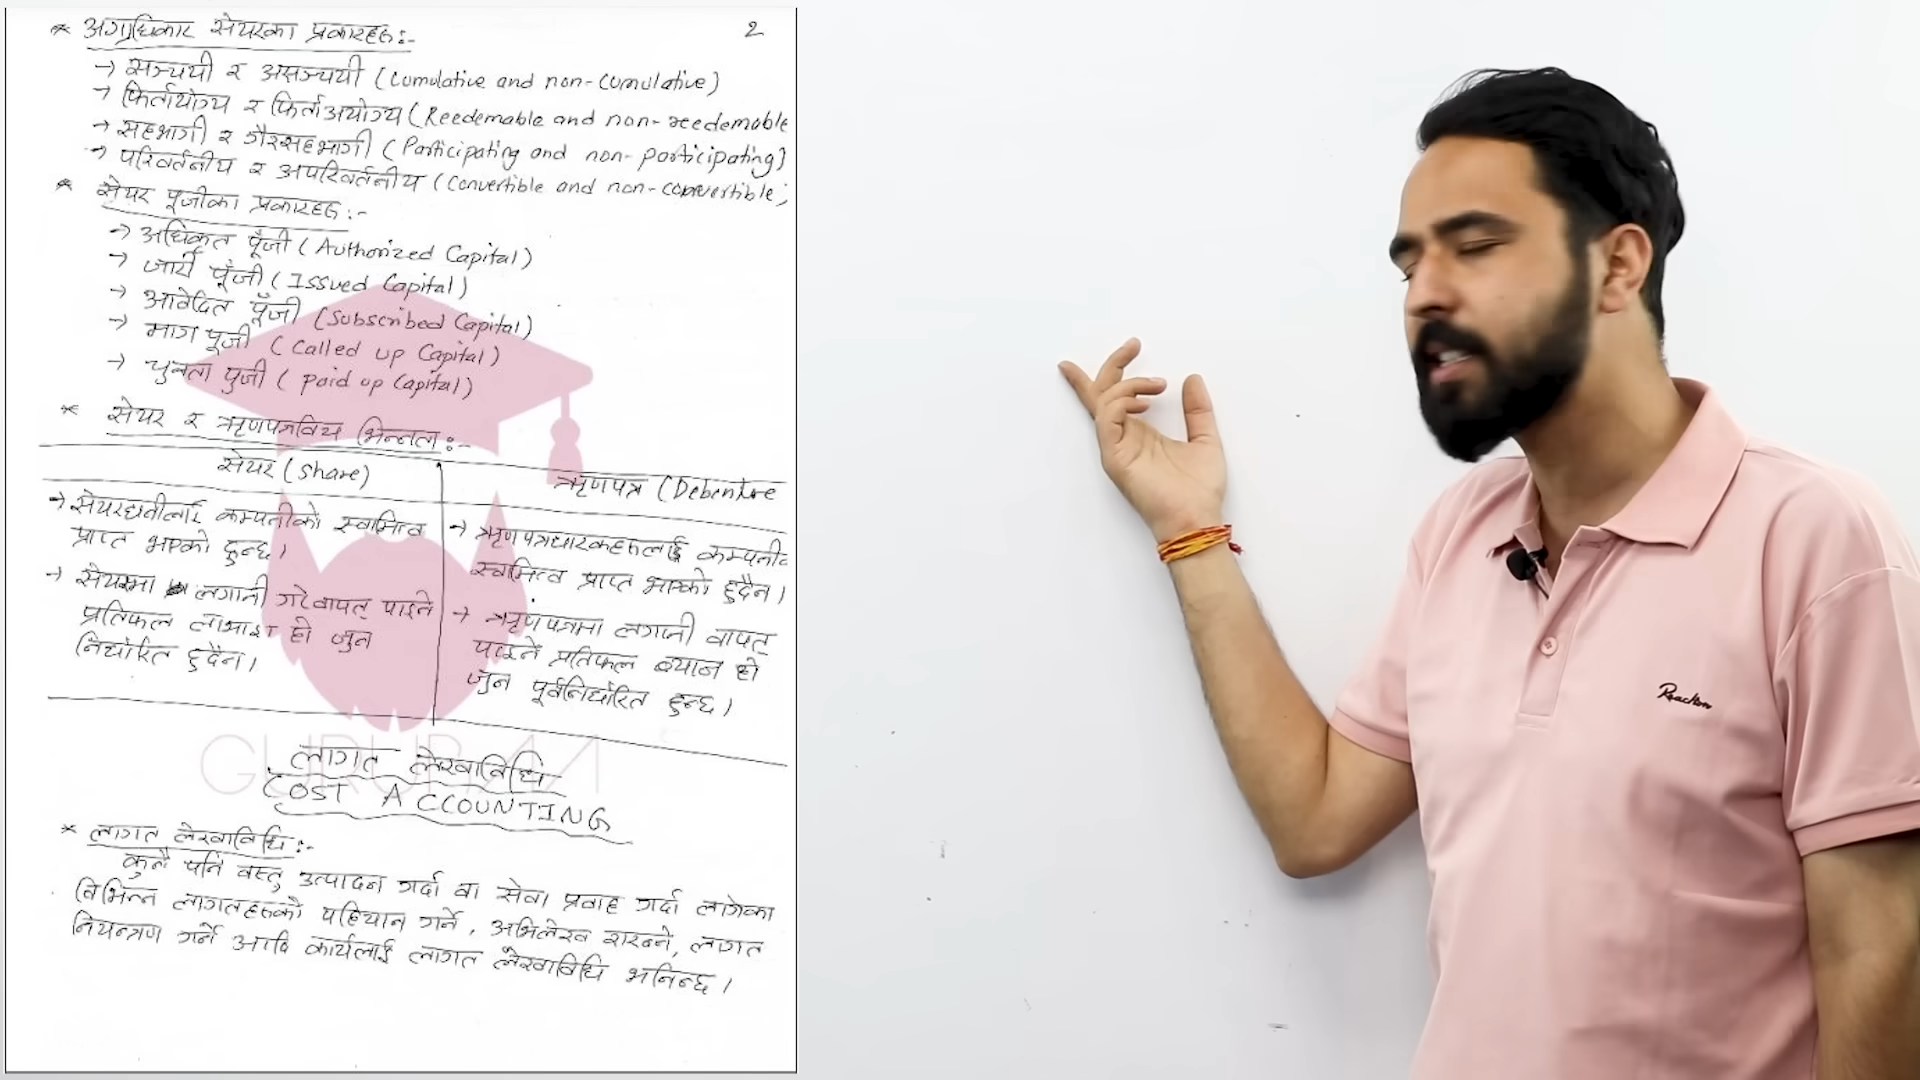 * अग्राधिकार सेयरका प्रकारहरु :-
2
→ सञ्चयी र असञ्चयी (Cumulative and non-cumulative)
→ फिर्तायोग्य र फिर्ताअयोग्य (Reedemable and non-reedemable
→ सहभागी र गैरसहभागी (Participating and non-participating)
→ परिवर्तनीय र अपरिवर्तनीय (Convertible and non-convertible)
* सेयर पूजीका प्रकारहरु :-
→ अधिकृत पूँजी (Authorized Capital)
→ जारी पूँजी (Issued Capital)
→ आवेदित पूँजी (Subscribed Capital)
→ माग पूजी (Called up Capital)
→ चुक्ता पुजी (Paid up Capital)
* सेयर र ऋणपत्रविच भिन्नता :-
सेयर (Share)
→ सेयरधनीलाई कम्पनीको स्वामित्व
प्राप्त भएको हुन्छ।
→ सेयरमा लगानी गरेवापत् पाइने
प्रतिफल लाभांश हो जुन
निर्धारित हुदैन।
ऋणपत्र (Debenture
→ ऋणपत्रधारकहरुलाई कम्पनीc
स्वामित्व प्राप्त भएको हुदैन।
→ ऋणपत्रमा लगानी वापत्
पाइने प्रतिफल ब्याज हो
जुन पूर्वनिर्धारित हुन्छ।
GURUBAA
लागत लेखाविधि
COST ACCOUNTING
* लागत लेखाविधि :-
कुनै पनि वस्तु उत्पादन गर्दा वा सेवा प्रवाह गर्दा लागेका
विभिन्न लागतहरुको पहिचान गर्ने, अभिलेख राख्ने, लागत
नियन्त्रण गर्ने आदि कार्यलाई लागत लेखाविधि भनिन्छ।
Reaction